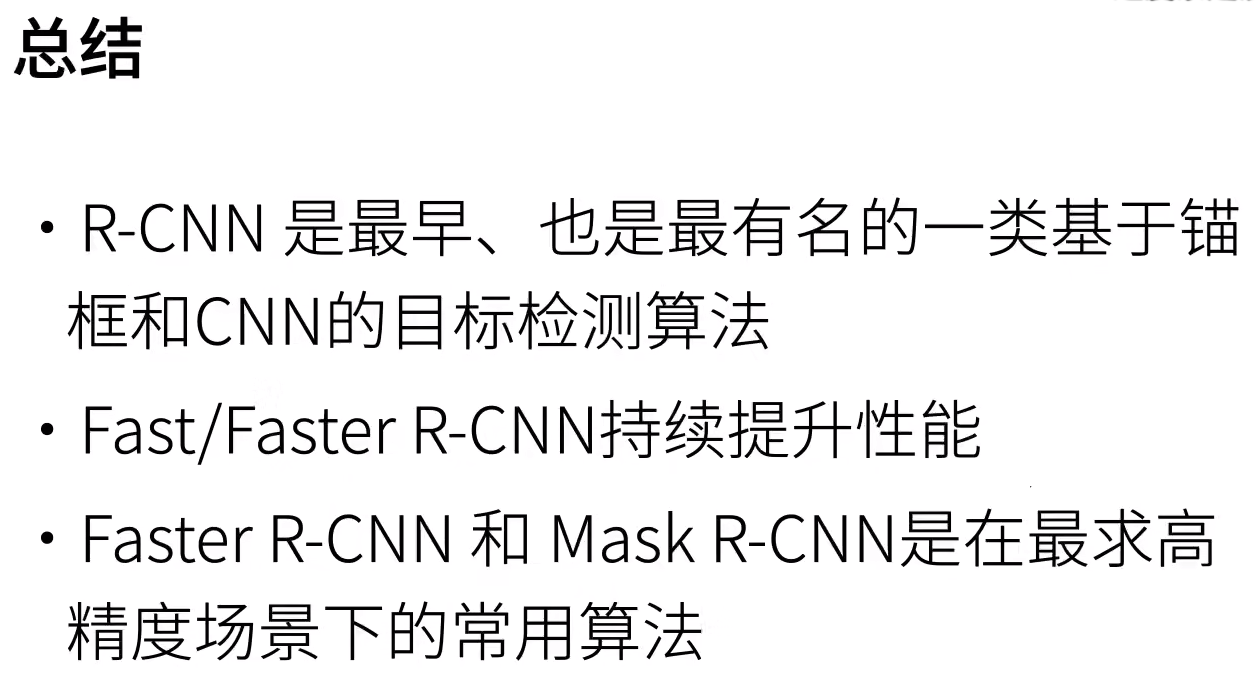 总结
• R-CNN 是最早、也是最有名的一类基于锚
框和CNN的目标检测算法
• Fast/Faster R-CNN持续提升性能
• Faster R-CNN 和 Mask R-CNN是在最求高
精度场景下的常用算法